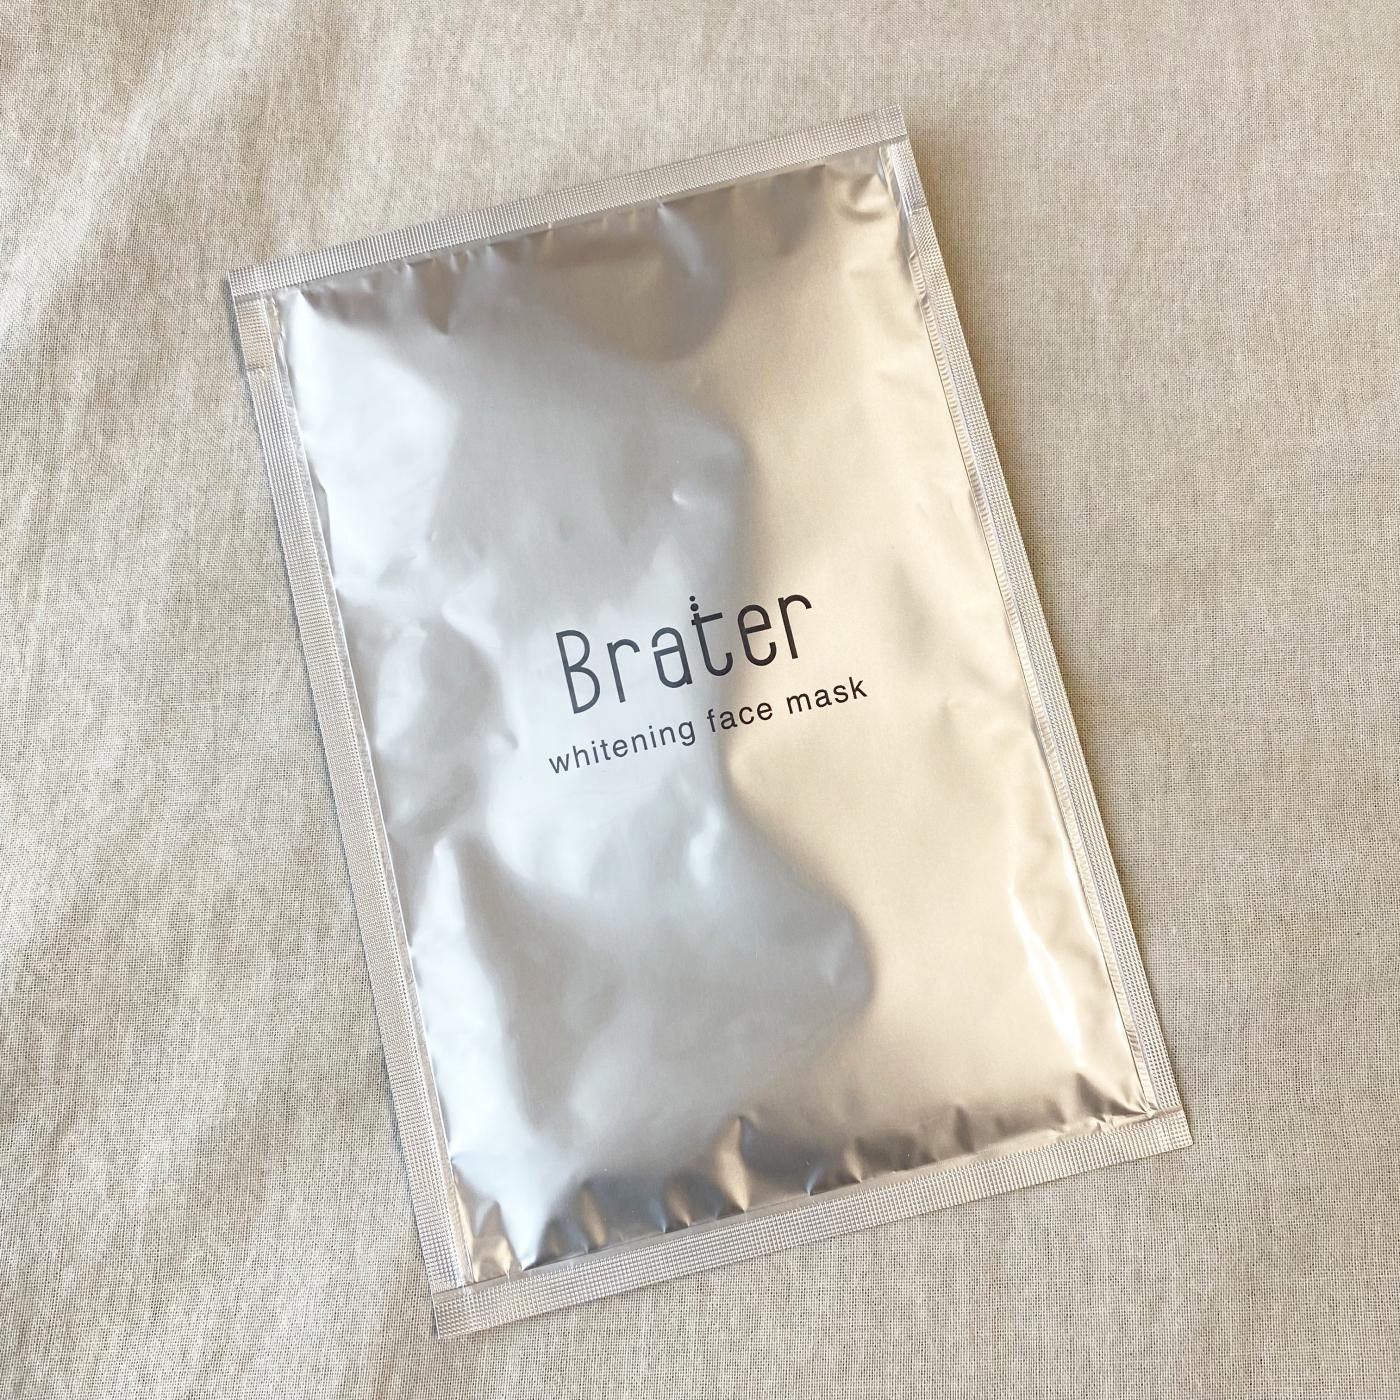 Brater
whitening face mask